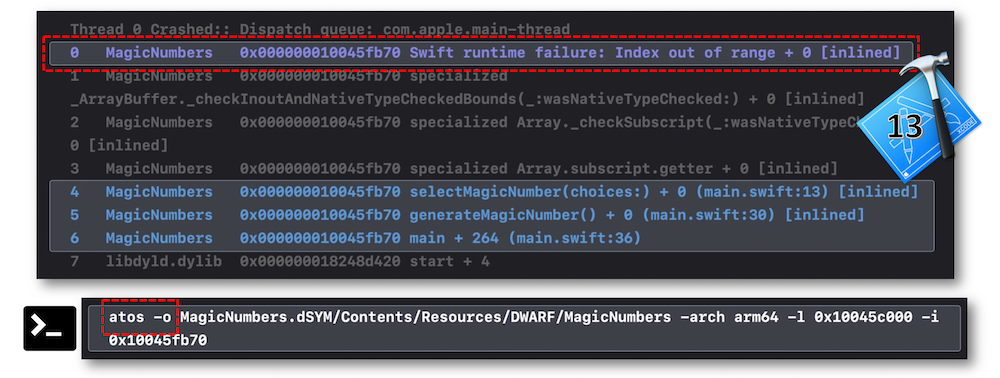 Thread 0 Crashed:: Dispatch queue: com.apple.main-thread
0 MagicNumbers 0x000000010045fb70 Swift runtime failure: Index out of range + 0 [inlined]
1 MagicNumbers 0x000000010045fb70 specialized
_ArrayBuffer._checkInoutAndNativeTypeCheckedBounds(_:wasNativeTypeChecked:) + 0 [inlined]
2 MagicNumbers 0x000000010045fb70 specialized Array._checkSubscript(_:wasNativeTypeChe
0 [inlined]
3 MagicNumbers 0x000000010045fb70 specialized Array.subscript.getter + 0 [inlined]
4 MagicNumbers 0x000000010045fb70 selectMagicNumber(choices:) + 0 (main.swift:13) [inlined]
5 MagicNumbers 0x000000010045fb70 generateMagicNumber() + 0 (main.swift:30) [inlined]
6 MagicNumbers 0x000000010045fb70 main + 264 (main.swift:36)
7 libdyld.dylib 0x000000018248d420 start + 4
13
XCODE
atos -o MagicNumbers.dSYM/Contents/Resources/DWARF/MagicNumbers -arch arm64 -l 0x10045c000 -i
0x10045fb70